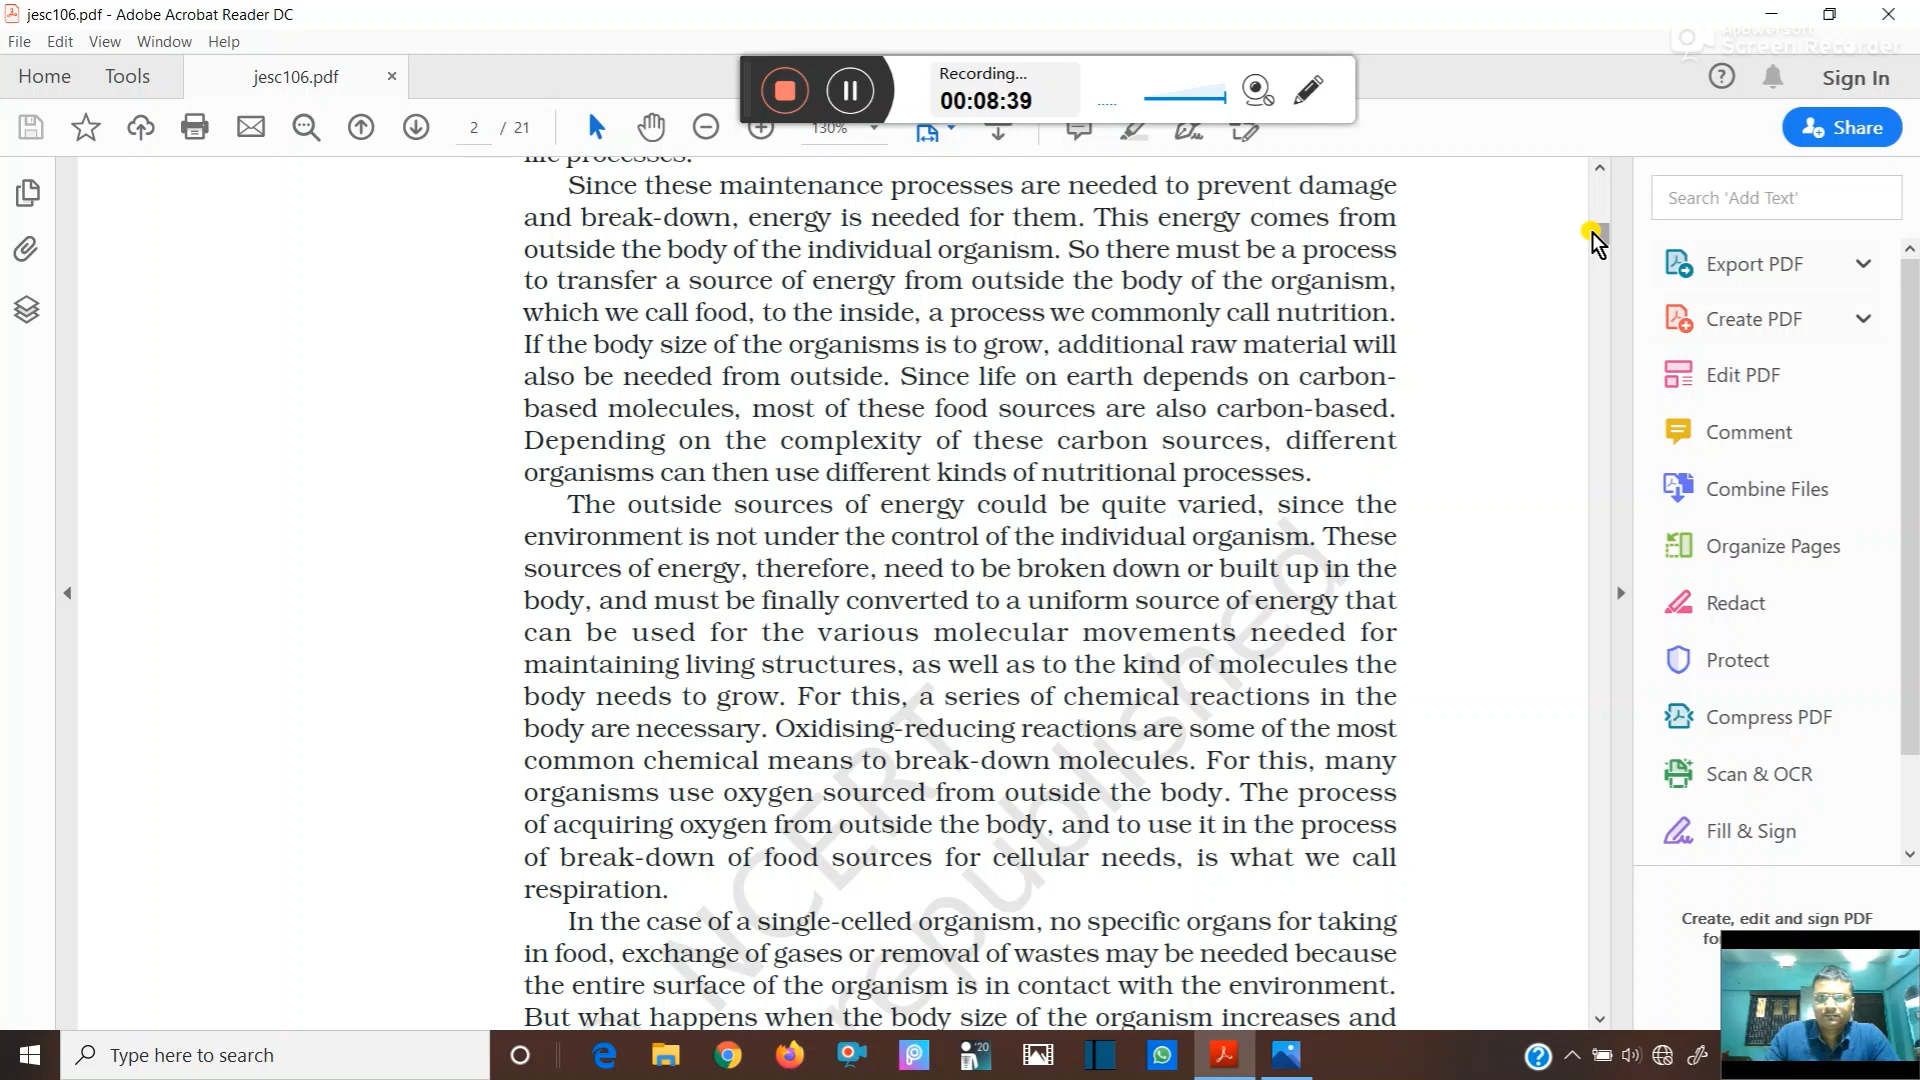 jesc106.pdf - Adobe Acrobat Reader DC
File Edit View Window Help
Apowersoft
Screen Recorder
Home Tools jesc106.pdf
Recording...
00:08:39
Sign In
2 / 21
130%
Share
life processes.
Since these maintenance processes are needed to prevent damage
and break-down, energy is needed for them. This energy comes from
outside the body of the individual organism. So there must be a process
to transfer a source of energy from outside the body of the organism,
which we call food, to the inside, a process we commonly call nutrition.
If the body size of the organisms is to grow, additional raw material will
also be needed from outside. Since life on earth depends on carbon-
based molecules, most of these food sources are also carbon-based.
Depending on the complexity of these carbon sources, different
organisms can then use different kinds of nutritional processes.
The outside sources of energy could be quite varied, since the
environment is not under the control of the individual organism. These
sources of energy, therefore, need to be broken down or built up in the
body, and must be finally converted to a uniform source of energy that
can be used for the various molecular movements needed for
maintaining living structures, as well as to the kind of molecules the
body needs to grow. For this, a series of chemical reactions in the
body are necessary. Oxidising-reducing reactions are some of the most
common chemical means to break-down molecules. For this, many
organisms use oxygen sourced from outside the body. The process
of acquiring oxygen from outside the body, and to use it in the process
of break-down of food sources for cellular needs, is what we call
respiration.
In the case of a single-celled organism, no specific organs for taking
in food, exchange of gases or removal of wastes may be needed because
the entire surface of the organism is in contact with the environment.
But what happens when the body size of the organism increases and
NCERT
republished
Search 'Add Text'
Export PDF
Create PDF
Edit PDF
Comment
Combine Files
Organize Pages
Redact
Protect
Compress PDF
Scan & OCR
Fill & Sign
Create, edit and sign PDF
Type here to search
'20